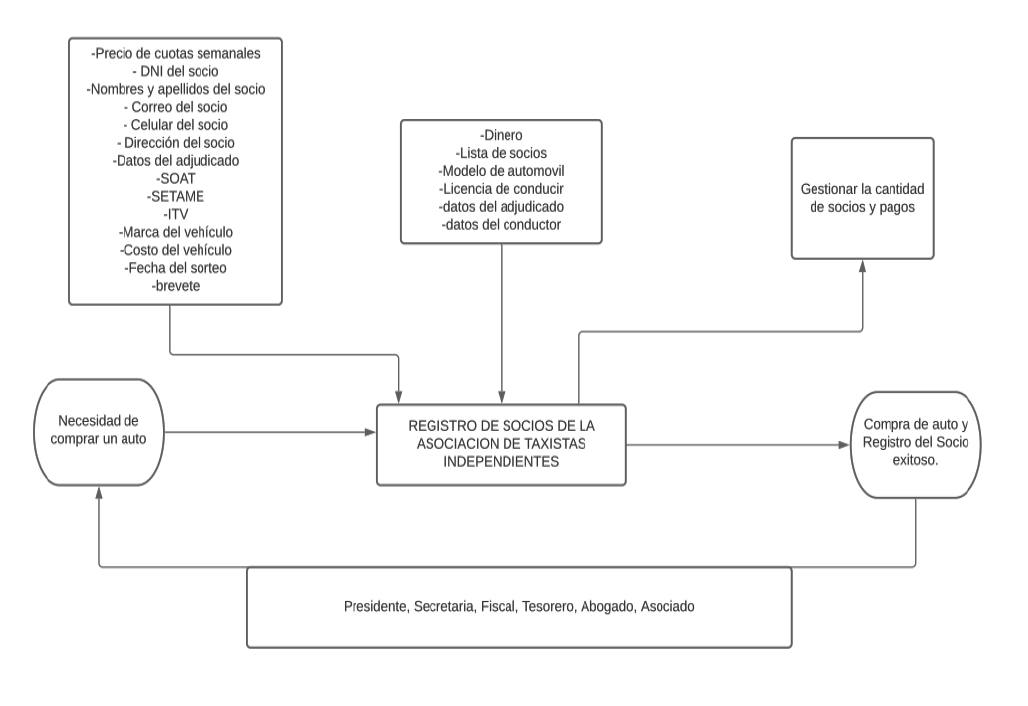 -Precio de cuotas semanales
- DNI del socio
-Nombres y apellidos del socio
- Correo del socio
- Celular del socio
- Dirección del socio
-Datos del adjudicado
-SOAT
-SETAME
-ITV
-Marca del vehículo
-Costo del vehículo
-Fecha del sorteo
-brevete
-Dinero
-Lista de socios
-Modelo de automovil
-Licencia de conducir
-datos del adjudicado
-datos del conductor
Gestionar la cantidad
de socios y pagos
Necesidad de
comprar un auto
REGISTRO DE SOCIOS DE LA
ASOCIACION DE TAXISTAS
INDEPENDIENTES
Compra de auto y
Registro del Socio
exitoso.
Presidente, Secretaria, Fiscal, Tesorero, Abogado, Asociado